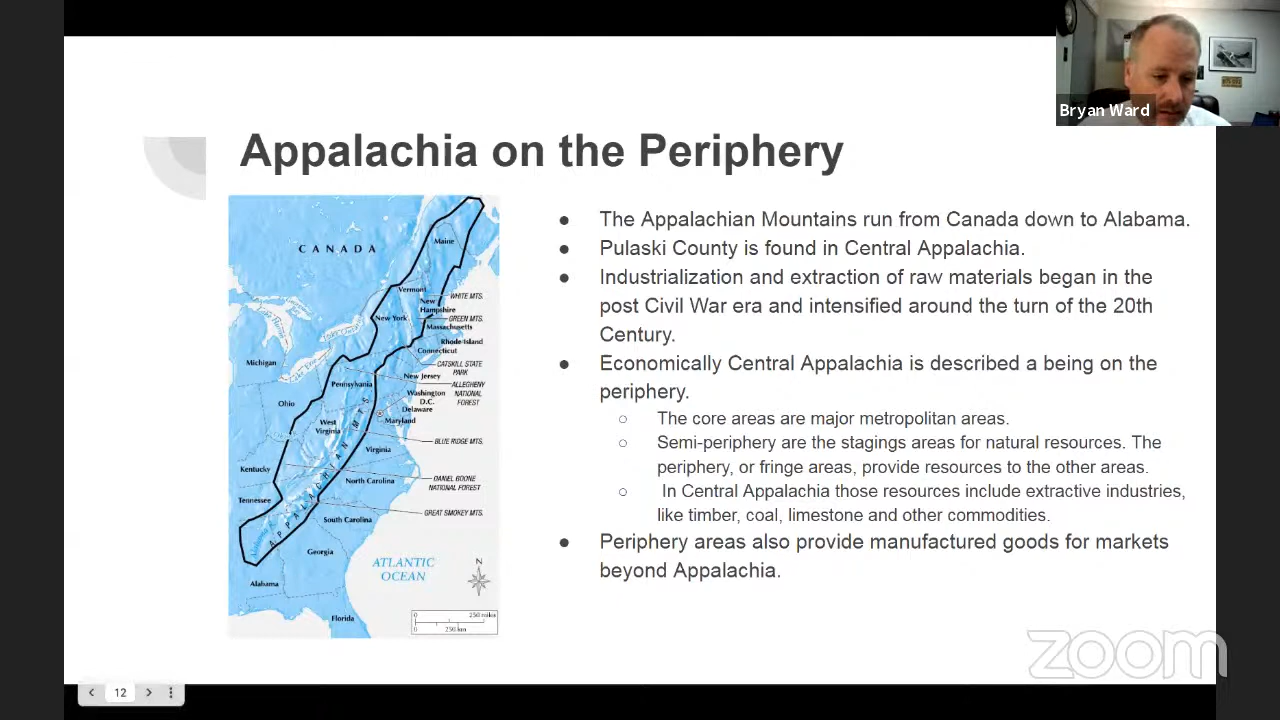 Bryan Ward
Appalachia on the Periphery
CANADA
Maine
Vermont
WHITE MTS.
New
Hampshire
New York
GREEN MTS.
Massachusetts
Rhode Island
Michigan
Connecticut
CATSKILL STATE
PARK
New Jersey
Pennsylvania
ALLEGHENY
NATIONAL
FOREST
Washington
D.C.
Ohio
Delaware
Maryland
West
Virginia
APPALACHIAN MTS
BLUE RIDGE MTS.
Virginia
Kentucky
North Carolina
DANIEL BOONE
NATIONAL FOREST
Tennessee
GREAT SMOKEY MTS.
South Carolina
Georgia
ATLANTIC
OCEAN
N
Alabama
Florida
0 250 miles
0 250 km
● The Appalachian Mountains run from Canada down to Alabama.
● Pulaski County is found in Central Appalachia.
● Industrialization and extraction of raw materials began in the
post Civil War era and intensified around the turn of the 20th
Century.
● Economically Central Appalachia is described a being on the
periphery.
○ The core areas are major metropolitan areas.
○ Semi-periphery are the stagings areas for natural resources. The
periphery, or fringe areas, provide resources to the other areas.
○ In Central Appalachia those resources include extractive industries,
like timber, coal, limestone and other commodities.
● Periphery areas also provide manufactured goods for markets
beyond Appalachia.
zoom
12